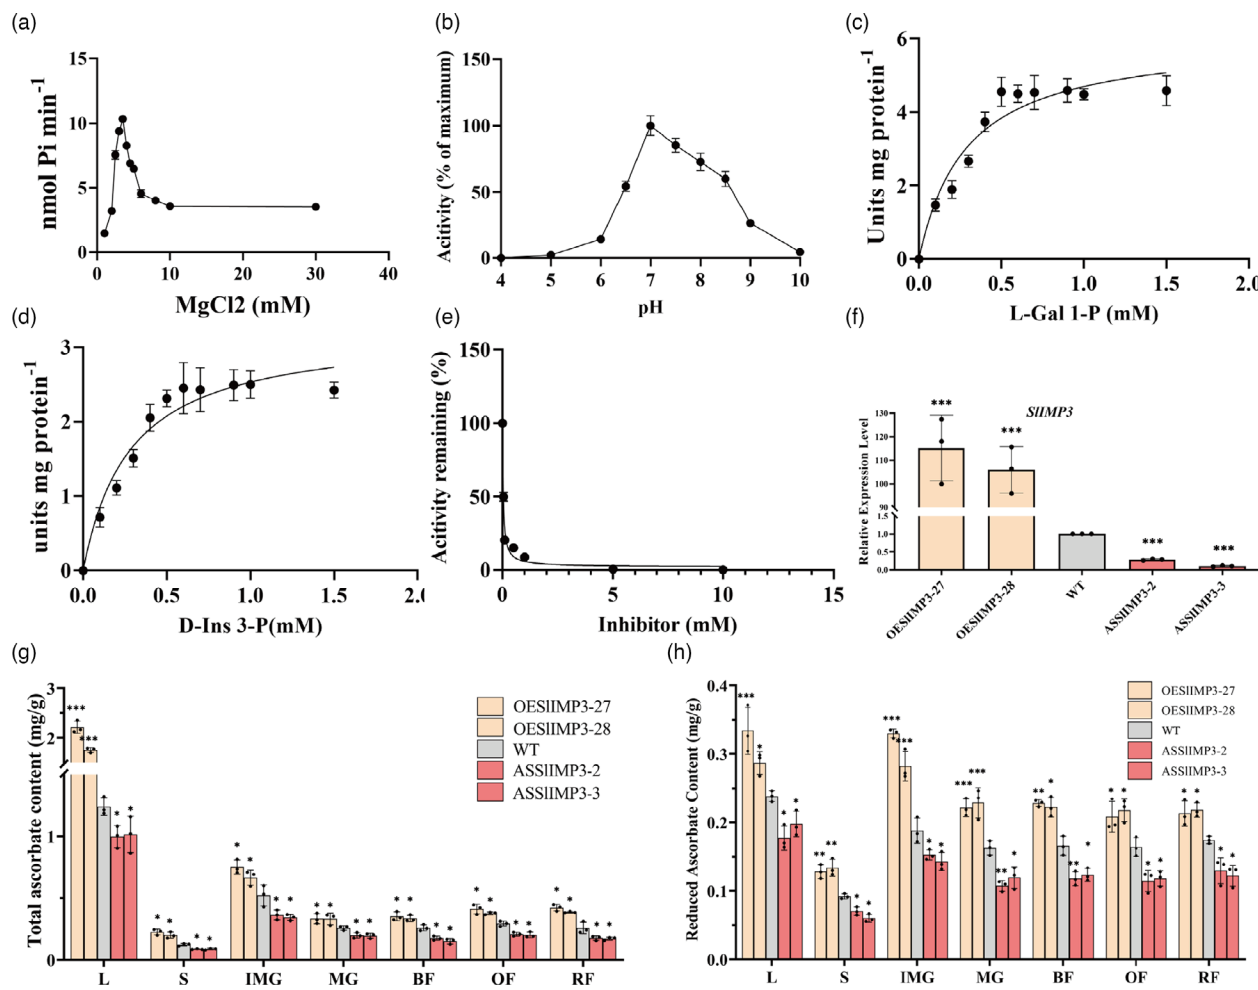 (a)
15
10
5
0
0
10
20
30
40
nmol Pi min-1
MgCl2 (mM)
(b)
150
100
50
0
4
5
6
7
8
9
10
Acitivity (% of maximum)
pH
(c)
6
4
2
0
0.0
0.5
1.0
1.5
2.0
Units mg protein-1
L-Gal 1-P (mM)
(d)
3
2
1
0
0.0
0.5
1.0
1.5
2.0
units mg protein-1
D-Ins 3-P(mM)
(e)
150
100
50
0
0
5
10
15
Acitivity remaining (%)
Inhibitor (mM)
(f)
SlIMP3
130
120
110
100
90
1.5
1.0
0.5
0.0
Relative Expression Level
***
***
***
***
OESlIMP3-27
OESlIMP3-28
WT
ASSlIMP3-2
ASSlIMP3-3
(g)
3
2
1
0
Total ascorbate content (mg/g)
OESlIMP3-27
OESlIMP3-28
WT
ASSlIMP3-2
ASSlIMP3-3
*** *** * *
* * * *
* * * *
* * * *
* * * *
* * * *
* * * *
L
S
IMG
MG
BF
OF
RF
(h)
0.4
0.3
0.2
0.1
0.0
Reduced Ascorbate Content (mg/g)
OESlIMP3-27
OESlIMP3-28
WT
ASSlIMP3-2
ASSlIMP3-3
*** * * *
** ** * *
*** *** * *
*** *** ** *
** * ** *
* * * *
* * * *
L
S
IMG
MG
BF
OF
RF